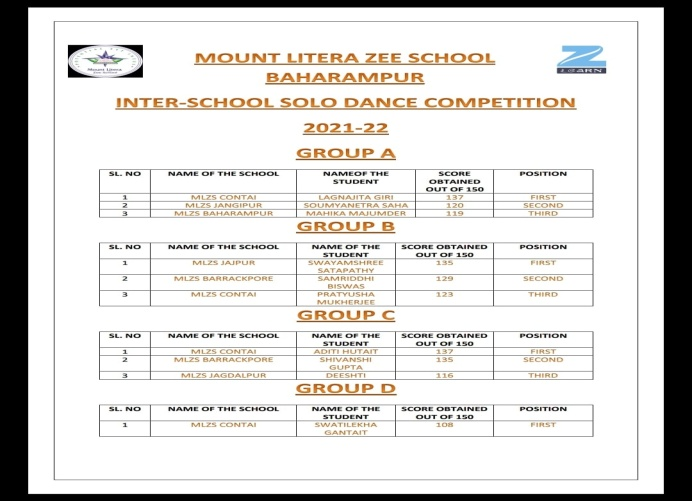 Mount Litera
Zee School
LEARN
MOUNT LITERA ZEE SCHOOL
BAHARAMPUR
INTER-SCHOOL SOLO DANCE COMPETITION
2021-22
GROUP A
SL. NO NAME OF THE SCHOOL NAMEOF THE STUDENT SCORE OBTAINED OUT OF 150 POSITION
1 MLZS CONTAI LAGNAJITA GIRI 137 FIRST
2 MLZS JANGIPUR SOUMYANETRA SAHA 120 SECOND
3 MLZS BAHARAMPUR MAHIKA MAJUMDER 119 THIRD
GROUP B
SL. NO NAME OF THE SCHOOL NAME OF THE STUDENT SCORE OBTAINED OUT OF 150 POSITION
1 MLZS JAJPUR SWAYAMSHREE SATAPATHY 135 FIRST
2 MLZS BARRACKPORE SAMRIDDHI BISWAS 129 SECOND
3 MLZS CONTAI PRATYUSHA MUKHERJEE 123 THIRD
GROUP C
SL. NO NAME OF THE SCHOOL NAME OF THE STUDENT SCORE OBTAINED OUT OF 150 POSITION
1 MLZS CONTAI ADITI HUTAIT 137 FIRST
2 MLZS BARRACKPORE SHIVANSHI GUPTA 135 SECOND
3 MLZS JAGDALPUR DEESHTI 116 THIRD
GROUP D
SL. NO NAME OF THE SCHOOL NAME OF THE STUDENT SCORE OBTAINED OUT OF 150 POSITION
1 MLZS CONTAI SWATILEKHA GANTAIT 108 FIRST